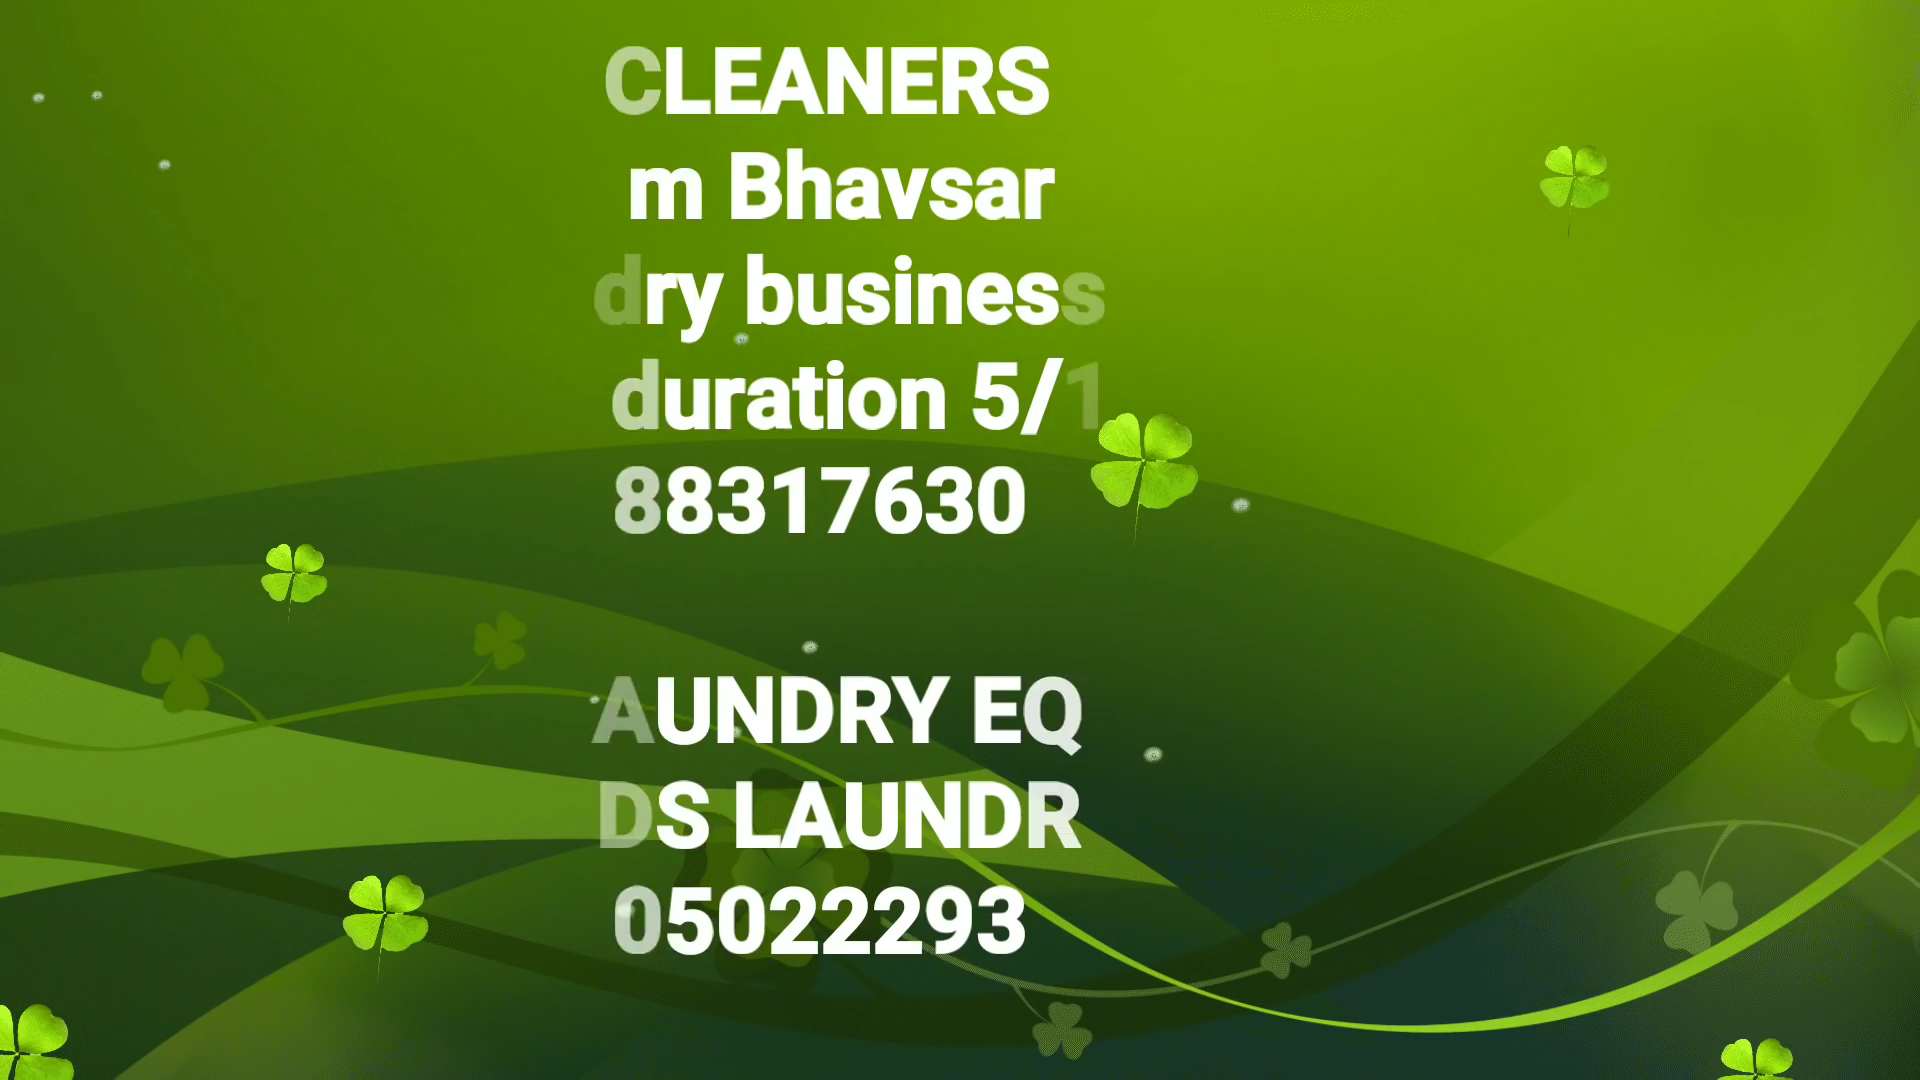 CLEANERS
m Bhavsar
dry business
duration 5/1
88317630
AUNDRY EQ
DS LAUNDR
05022293